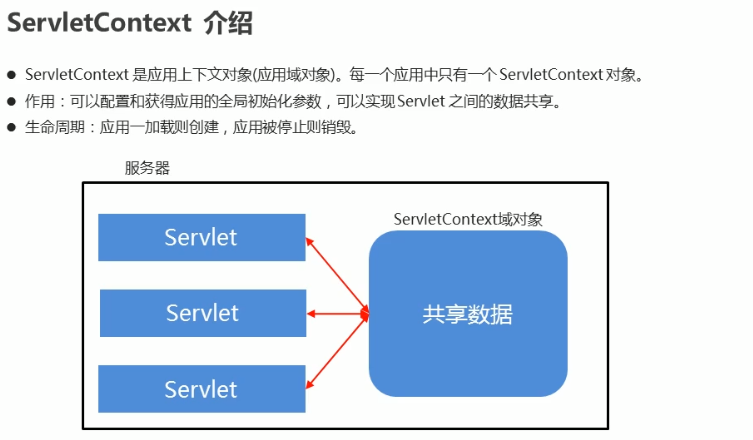 ServletContext 介绍
● ServletContext 是应用上下文对象(应用域对象)。每一个应用中只有一个 ServletContext 对象。
● 作用：可以配置和获得应用的全局初始化参数，可以实现 Servlet 之间的数据共享。
● 生命周期：应用一加载则创建，应用被停止则销毁。
服务器
ServletContext域对象
Servlet
Servlet
共享数据
Servlet